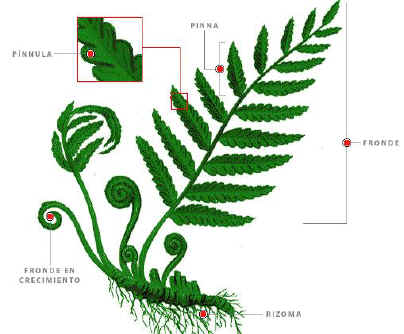 PINNA
PÍNNULA
FRONDE
FRONDE EN
CRECIMIENTO
RIZOMA